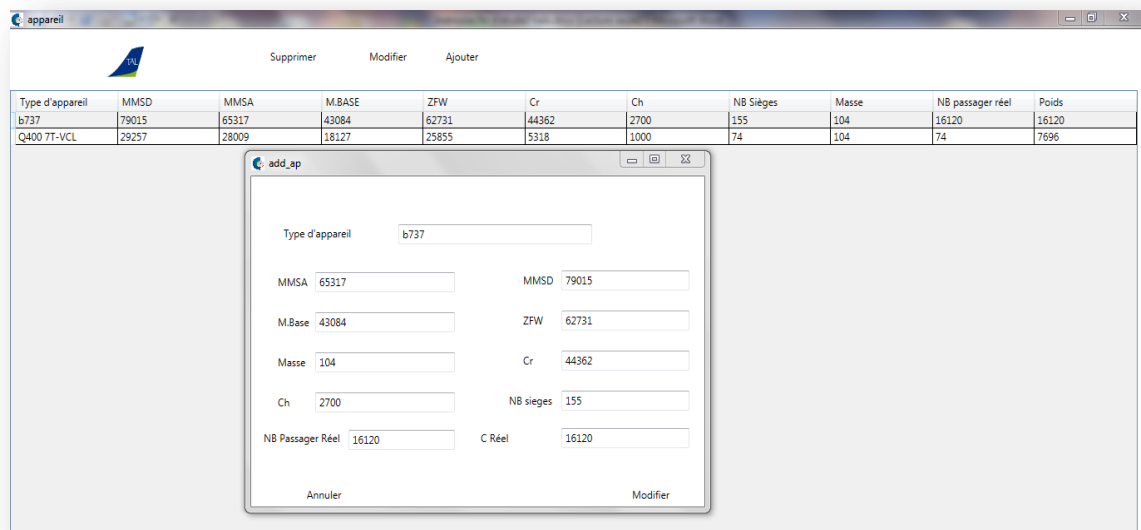 appareil
TAL
Supprimer Modifier Ajouter
Type d'appareil MMSD MMSA M.BASE ZFW Cr Ch NB Sièges Masse NB passager réel Poids
b737 79015 65317 43084 62731 44362 2700 155 104 16120 16120
Q400 7T-VCL 29257 28009 18127 25855 5318 1000 74 104 74 7696
add_ap
Type d'appareil b737
MMSA 65317 MMSD 79015
M.Base 43084 ZFW 62731
Masse 104 Cr 44362
Ch 2700 NB sieges 155
NB Passager Réel 16120 C Réel 16120
Annuler Modifier